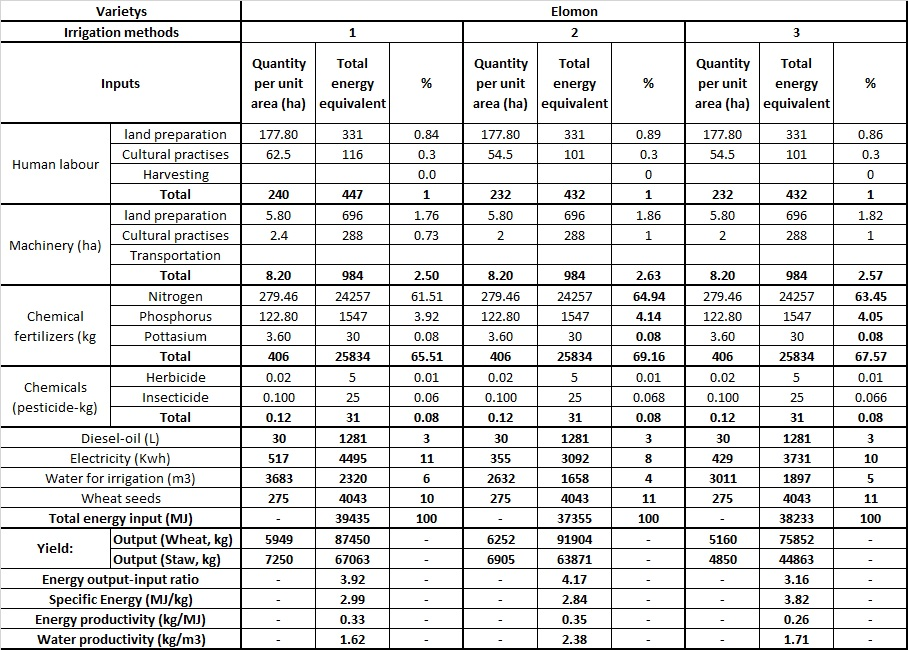 Varietys Elomon
Irrigation methods 1 2 3
Inputs Quantity per unit area (ha) Total energy equivalent % Quantity per unit area (ha) Total energy equivalent % Quantity per unit area (ha) Total energy equivalent %
Human labour land preparation 177.80 331 0.84 177.80 331 0.89 177.80 331 0.86
Cultural practises 62.5 116 0.3 54.5 101 0.3 54.5 101 0.3
Harvesting 0.0 0 0
Total 240 447 1 232 432 1 232 432 1
Machinery (ha) land preparation 5.80 696 1.76 5.80 696 1.86 5.80 696 1.82
Cultural practises 2.4 288 0.73 2 288 1 2 288 1
Transportation
Total 8.20 984 2.50 8.20 984 2.63 8.20 984 2.57
Chemical fertilizers (kg Nitrogen 279.46 24257 61.51 279.46 24257 64.94 279.46 24257 63.45
Phosphorus 122.80 1547 3.92 122.80 1547 4.14 122.80 1547 4.05
Pottasium 3.60 30 0.08 3.60 30 0.08 3.60 30 0.08
Total 406 25834 65.51 406 25834 69.16 406 25834 67.57
Chemicals (pesticide-kg) Herbicide 0.02 5 0.01 0.02 5 0.01 0.02 5 0.01
Insecticide 0.100 25 0.06 0.100 25 0.068 0.100 25 0.066
Total 0.12 31 0.08 0.12 31 0.08 0.12 31 0.08
Diesel-oil (L) 30 1281 3 30 1281 3 30 1281 3
Electricity (Kwh) 517 4495 11 355 3092 8 429 3731 10
Water for irrigation (m3) 3683 2320 6 2632 1658 4 3011 1897 5
Wheat seeds 275 4043 10 275 4043 11 275 4043 11
Total energy input (MJ) - 39435 100 - 37355 100 - 38233 100
Yield: Output (Wheat, kg) 5949 87450 - 6252 91904 - 5160 75852 -
Output (Staw, kg) 7250 67063 - 6905 63871 - 4850 44863 -
Energy output-input ratio - 3.92 - - 4.17 - - 3.16 -
Specific Energy (MJ/kg) - 2.99 - - 2.84 - - 3.82 -
Energy productivity (kg/MJ) - 0.33 - - 0.35 - - 0.26 -
Water productivity (kg/m3) - 1.62 - - 2.38 - - 1.71 -